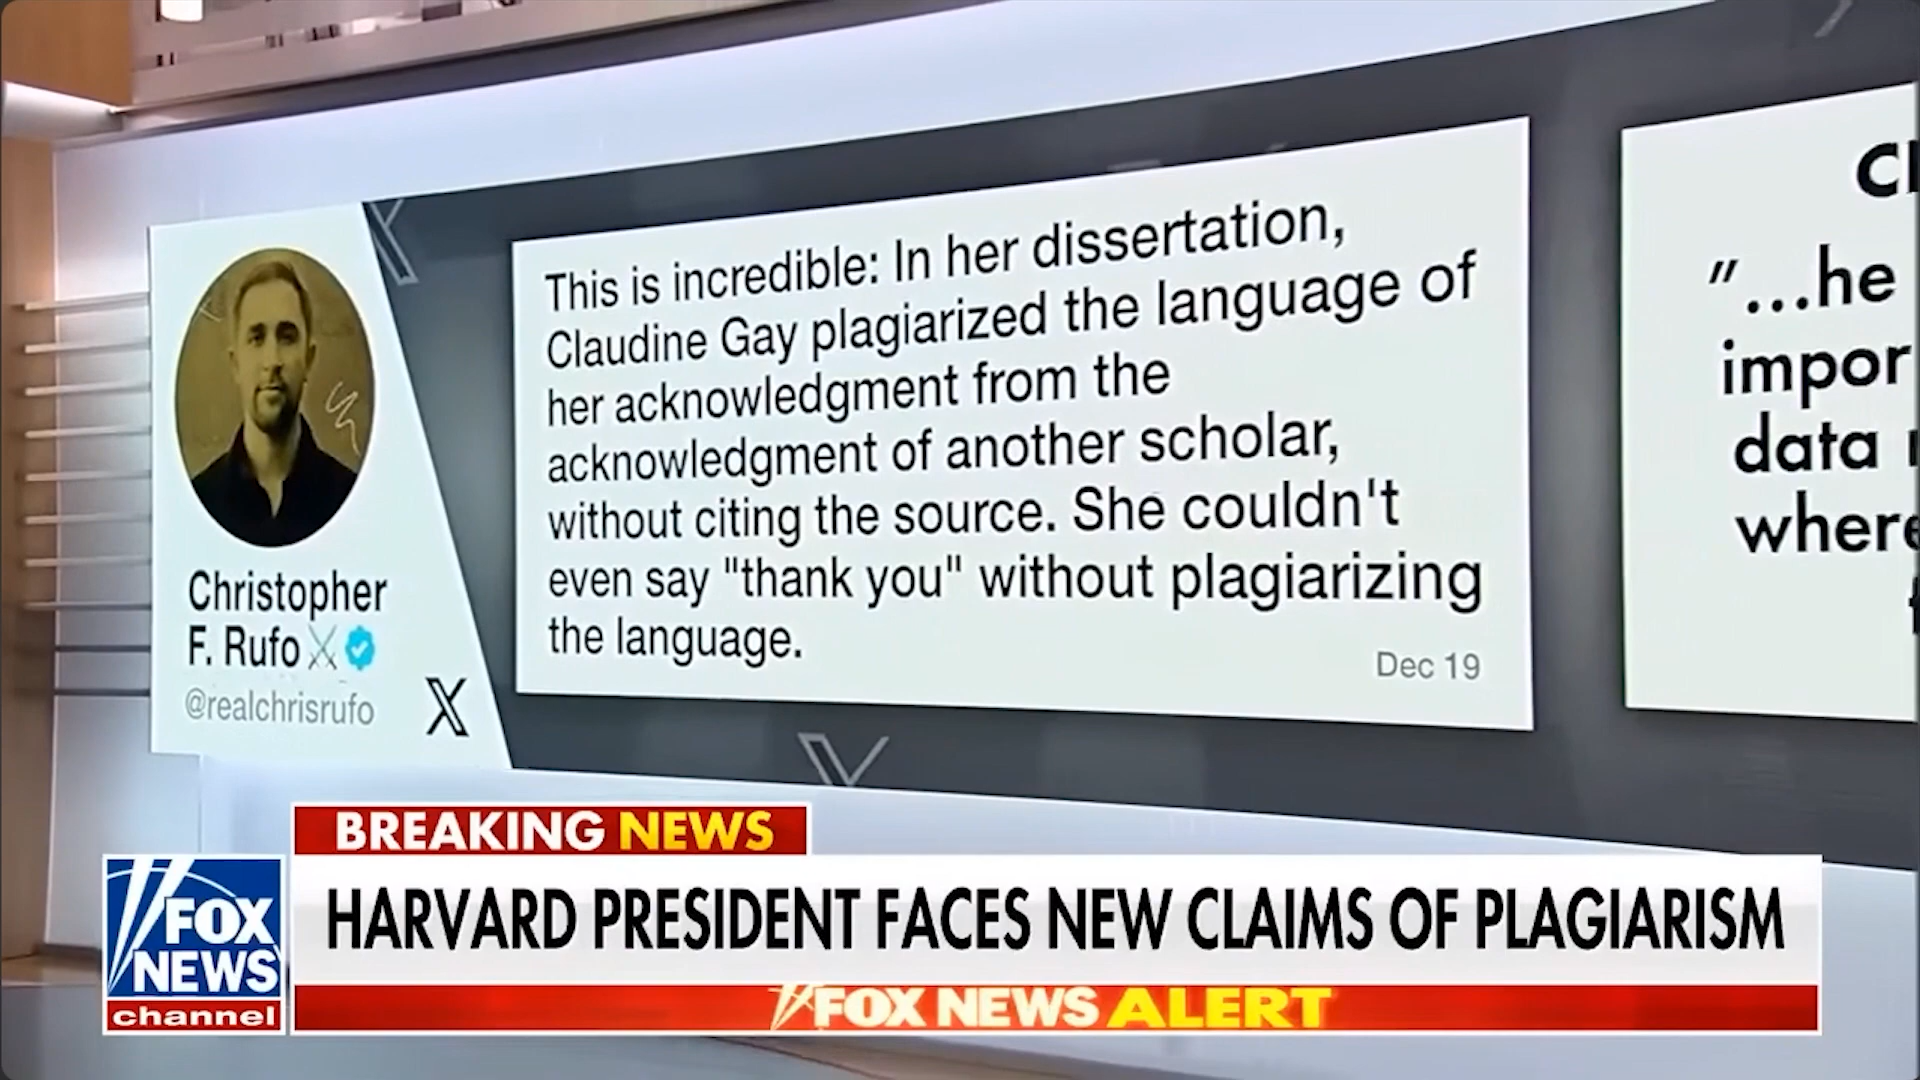 This is incredible: In her dissertation,
Claudine Gay plagiarized the language of
her acknowledgment from the
acknowledgment of another scholar,
without citing the source. She couldn't
even say "thank you" without plagiarizing
the language.
Dec 19
Christopher
F. Rufo
@realchrisrufo
X
"...he
impor
data
where
BREAKING NEWS
HARVARD PRESIDENT FACES NEW CLAIMS OF PLAGIARISM
FOX NEWS ALERT
FOX
NEWS
channel